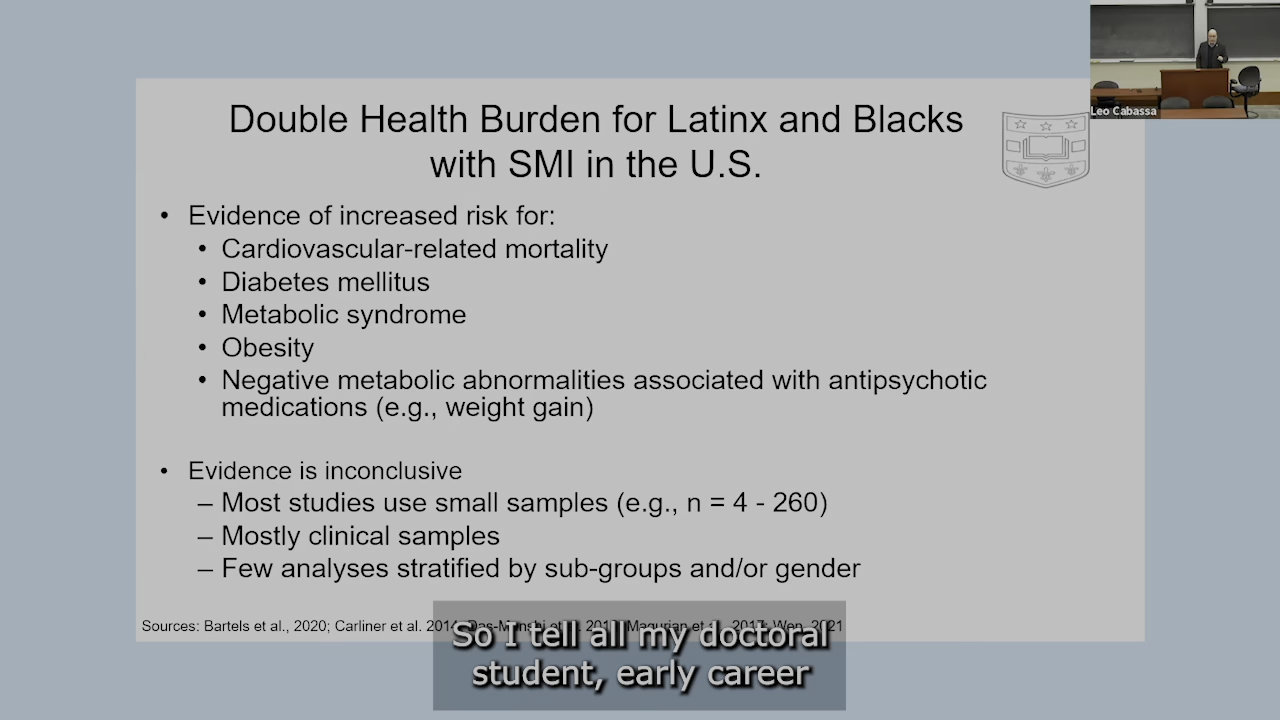 Leo Cabassa
Double Health Burden for Latinx and Blacks
with SMI in the U.S.
• Evidence of increased risk for:
• Cardiovascular-related mortality
• Diabetes mellitus
• Metabolic syndrome
• Obesity
• Negative metabolic abnormalities associated with antipsychotic
medications (e.g., weight gain)
• Evidence is inconclusive
– Most studies use small samples (e.g., n = 4 - 260)
– Mostly clinical samples
– Few analyses stratified by sub-groups and/or gender
Sources: Bartels et al., 2020; Carliner et al. 2014; 2017; Wen, 2021
So I tell all my doctoral
student, early career